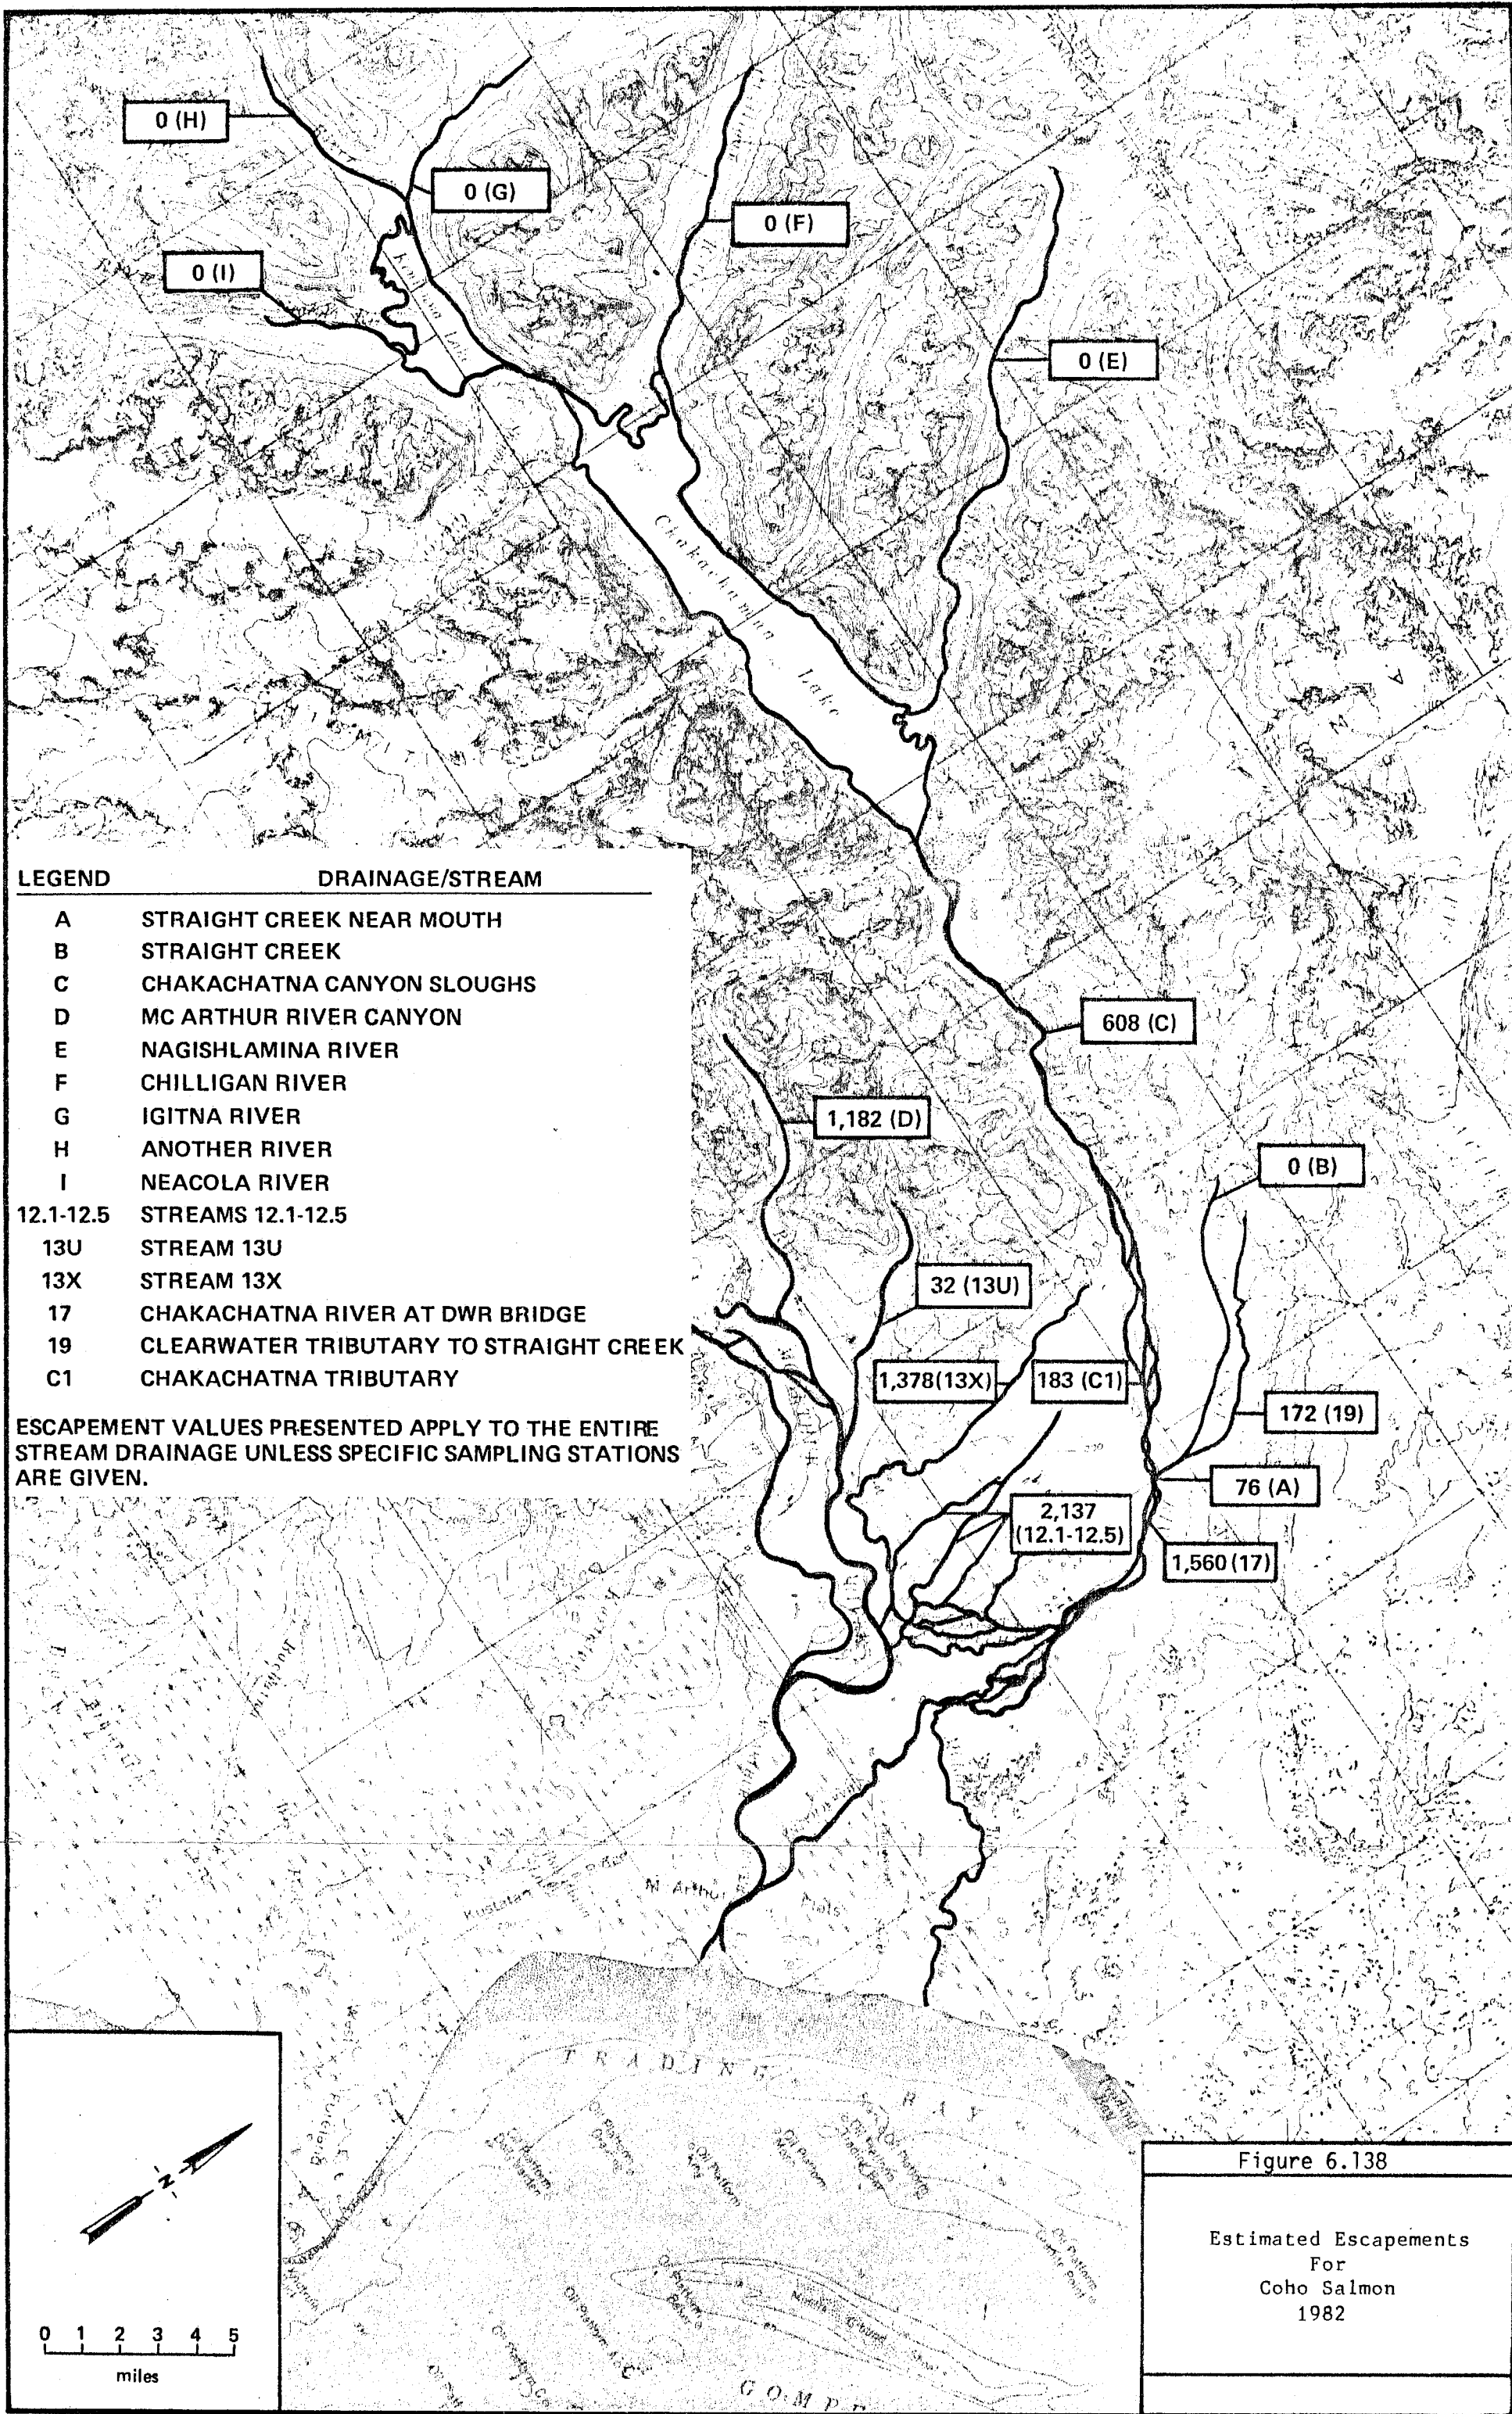 0 (H)
0 (G)
0 (F)
0 (I)
0 (E)
Chakachamna Lake
LEGEND DRAINAGE/STREAM
A STRAIGHT CREEK NEAR MOUTH
B STRAIGHT CREEK
C CHAKACHATNA CANYON SLOUGHS
D MC ARTHUR RIVER CANYON
E NAGISHLAMINA RIVER
F CHILLIGAN RIVER
G IGITNA RIVER
H ANOTHER RIVER
I NEACOLA RIVER
12.1-12.5 STREAMS 12.1-12.5
13U STREAM 13U
13X STREAM 13X
17 CHAKACHATNA RIVER AT DWR BRIDGE
19 CLEARWATER TRIBUTARY TO STRAIGHT CREEK
C1 CHAKACHATNA TRIBUTARY
ESCAPEMENT VALUES PRESENTED APPLY TO THE ENTIRE
STREAM DRAINAGE UNLESS SPECIFIC SAMPLING STATIONS
ARE GIVEN.
608 (C)
1,182 (D)
0 (B)
32 (13U)
1,378(13X)
183 (C1)
172 (19)
76 (A)
2,137
(12.1-12.5)
1,560 (17)
Flats
TRADING
BAY
N
0 1 2 3 4 5
miles
Figure 6.138
Estimated Escapements
For
Coho Salmon
1982